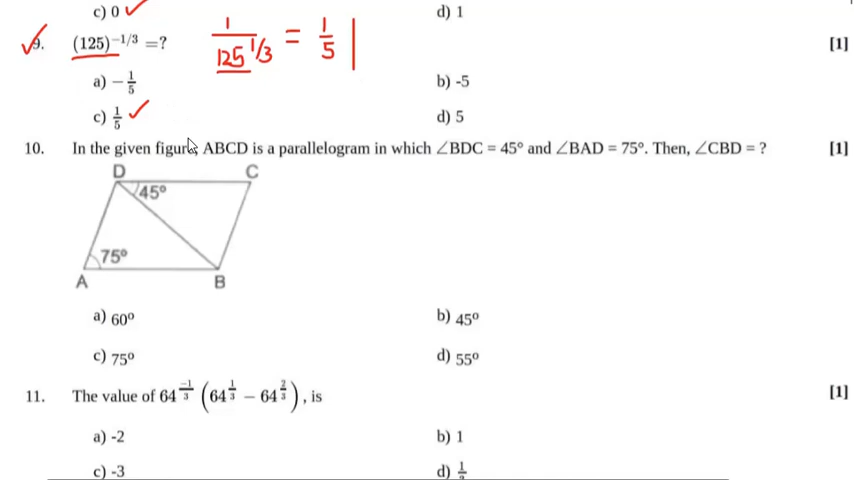 c) 0 ✓
d) 1
✓ 9. (125)^{-1/3} =?
[1]
1/125^{1/3} = 1/5 |
a) -1/5
b) -5
c) 1/5 ✓
d) 5
10. In the given figure, ABCD is a parallelogram in which ∠BDC = 45° and ∠BAD = 75°. Then, ∠CBD = ?
[1]
D C
45°
75°
A B
a) 60°
b) 45°
c) 75°
d) 55°
11. The value of 64^{-1/3} (64^{1/3} - 64^{2/3}), is
[1]
a) -2
b) 1
c) -3
d)